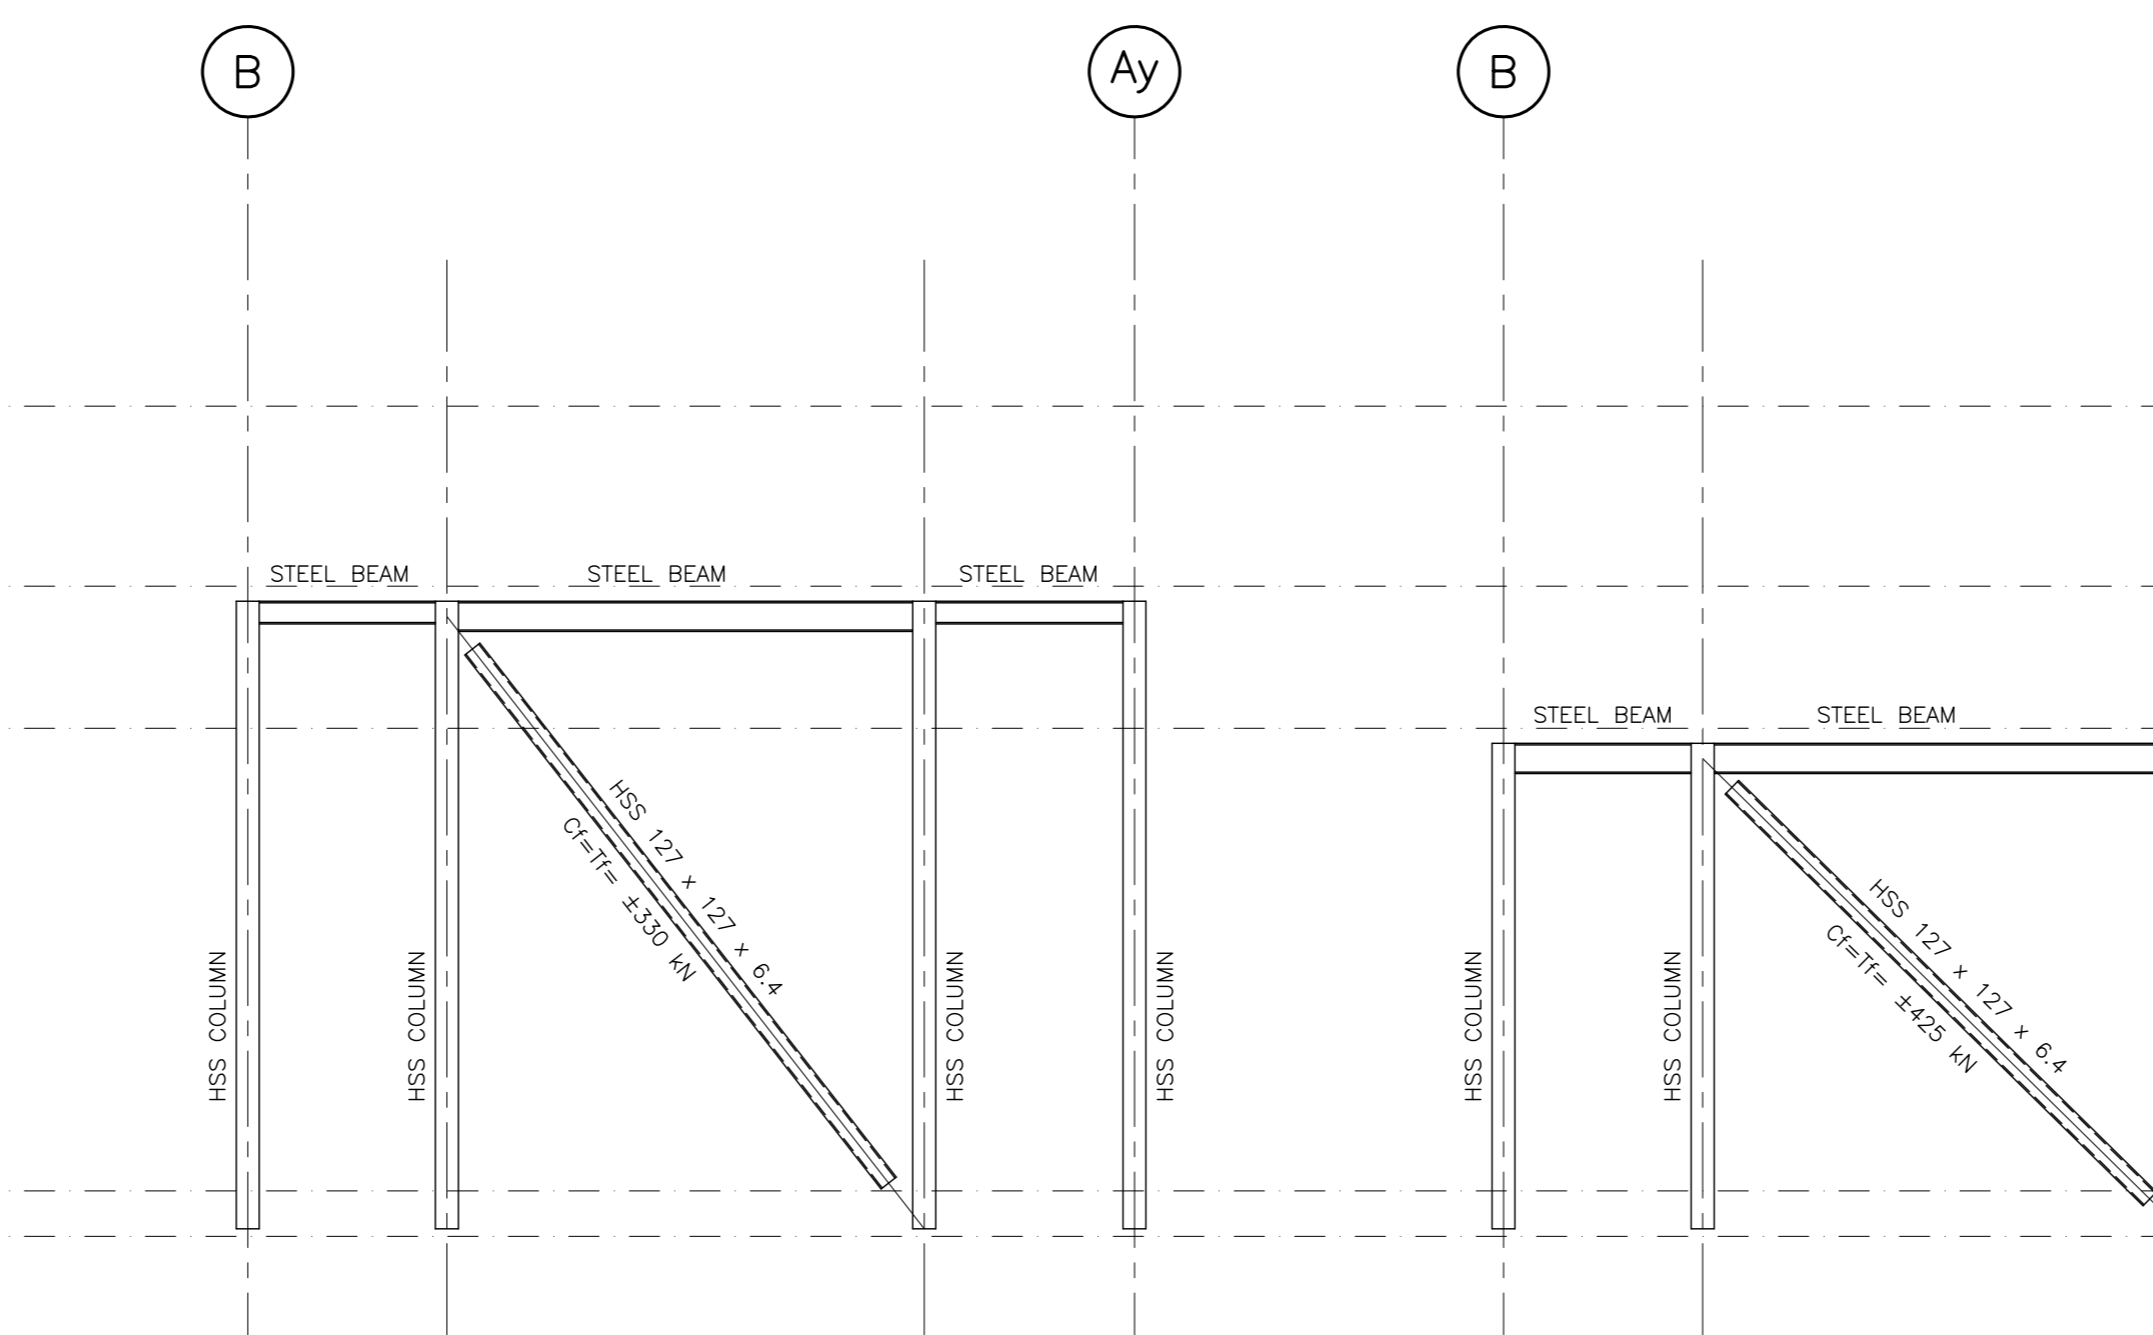 B
Ay
B
STEEL BEAM
STEEL BEAM
STEEL BEAM
STEEL BEAM
STEEL BEAM
HSS 127 x 127 x 6.4
Cf=Tf= ±330 kN
HSS 127 x 127 x 6.4
Cf=Tf= ±425 kN
HSS COLUMN
HSS COLUMN
HSS COLUMN
HSS COLUMN
HSS COLUMN
HSS COLUMN